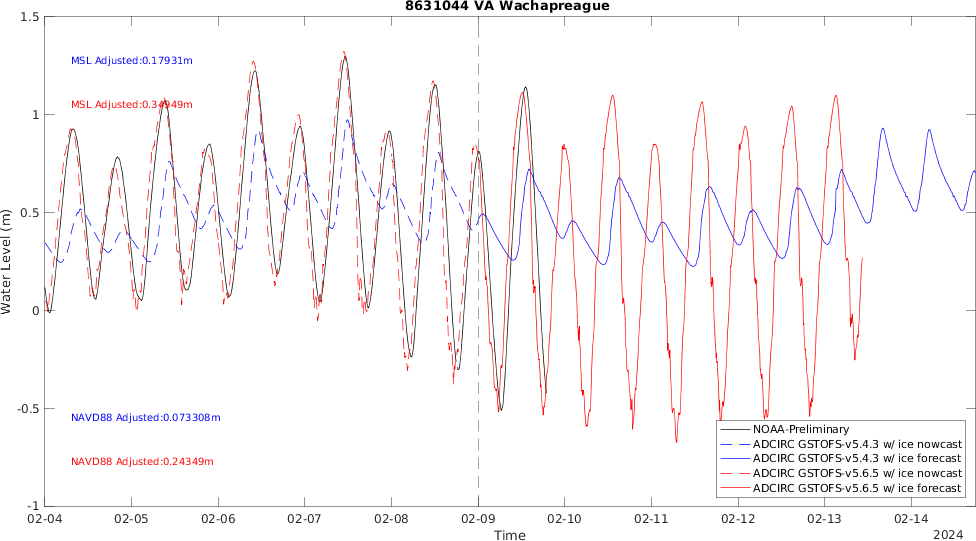 8631044 VA Wachapreague
1.5
1
0.5
0
-0.5
-1
Water Level (m)
MSL Adjusted:0.17931m
MSL Adjusted:0.34949m
NAVD88 Adjusted:0.073308m
NAVD88 Adjusted:0.24349m
NOAA-Preliminary
ADCIRC GSTOFS-v5.4.3 w/ ice nowcast
ADCIRC GSTOFS-v5.4.3 w/ ice forecast
ADCIRC GSTOFS-v5.6.5 w/ ice nowcast
ADCIRC GSTOFS-v5.6.5 w/ ice forecast
02-04 02-05 02-06 02-07 02-08 02-09 02-10 02-11 02-12 02-13 02-14
Time
2024